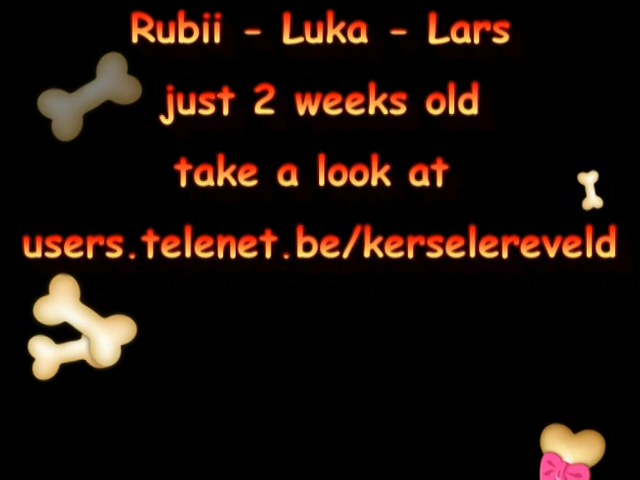 Rubii - Luka - Lars
just 2 weeks old
take a look at
users.telenet.be/kerselereveld